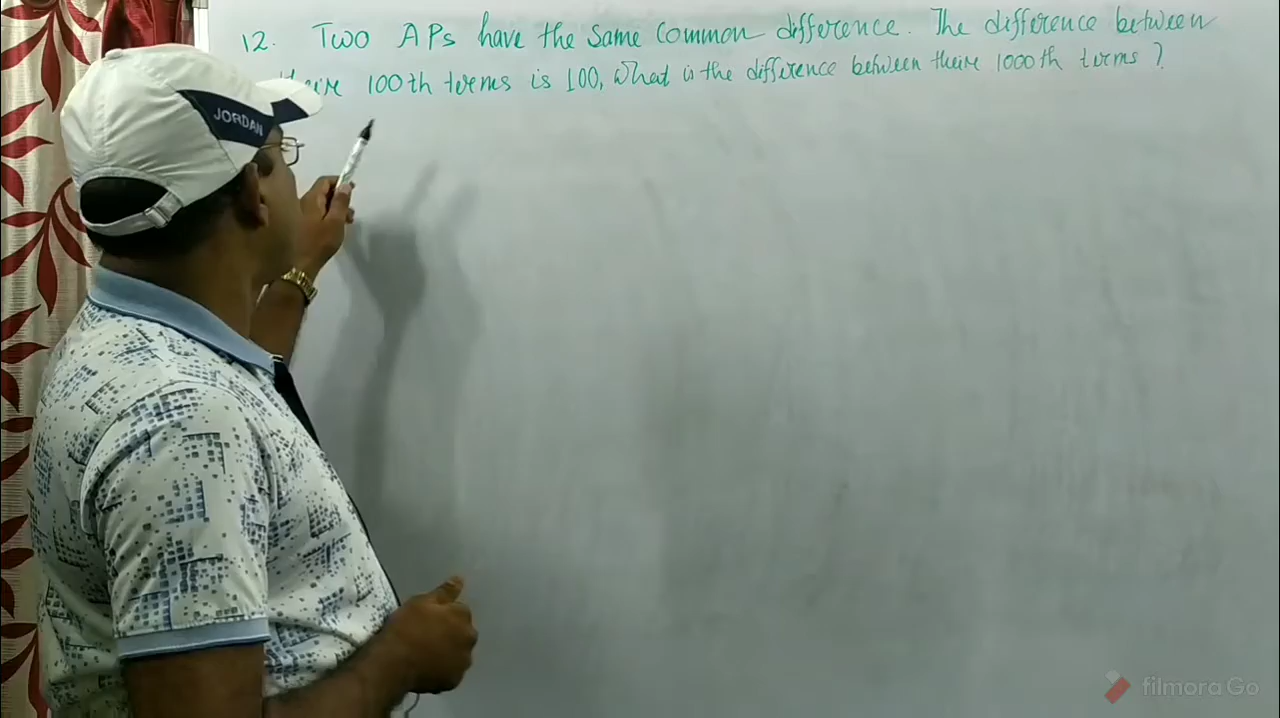 12. Two APs have the same common difference. The difference between
100th terms is 100, What is the difference between their 1000th terms ?
JORDAN
filmora Go